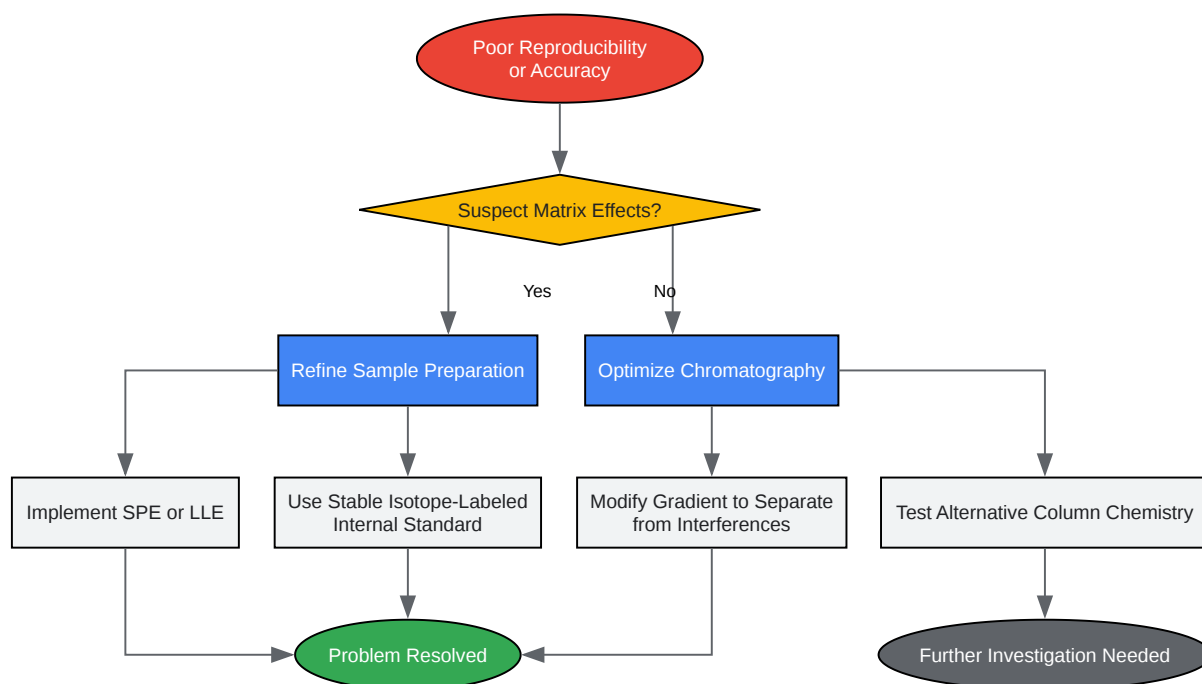 Poor Reproducibility
or Accuracy
Suspect Matrix Effects?
Yes
No
Refine Sample Preparation
Optimize Chromatography
Implement SPE or LLE
Use Stable Isotope-Labeled
Internal Standard
Modify Gradient to Separate
from Interferences
Test Alternative Column Chemistry
Problem Resolved
Further Investigation Needed